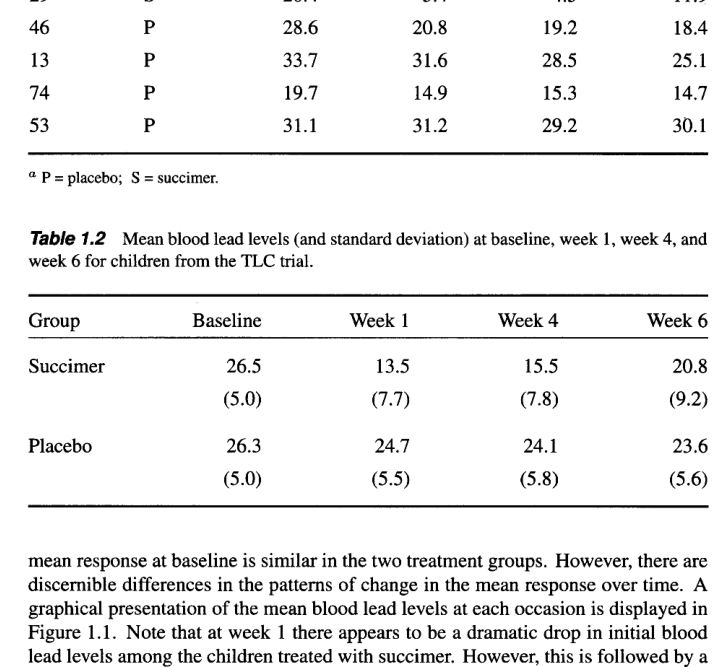 46 P 28.6 20.8 19.2 18.4
13 P 33.7 31.6 28.5 25.1
74 P 19.7 14.9 15.3 14.7
53 P 31.1 31.2 29.2 30.1
a P = placebo; S = succimer.
Table 1.2 Mean blood lead levels (and standard deviation) at baseline, week 1, week 4, and
week 6 for children from the TLC trial.
Group Baseline Week 1 Week 4 Week 6
Succimer 26.5 13.5 15.5 20.8
(5.0) (7.7) (7.8) (9.2)
Placebo 26.3 24.7 24.1 23.6
(5.0) (5.5) (5.8) (5.6)
mean response at baseline is similar in the two treatment groups. However, there are
discernible differences in the patterns of change in the mean response over time. A
graphical presentation of the mean blood lead levels at each occasion is displayed in
Figure 1.1. Note that at week 1 there appears to be a dramatic drop in initial blood
lead levels among the children treated with succimer. However, this is followed by a